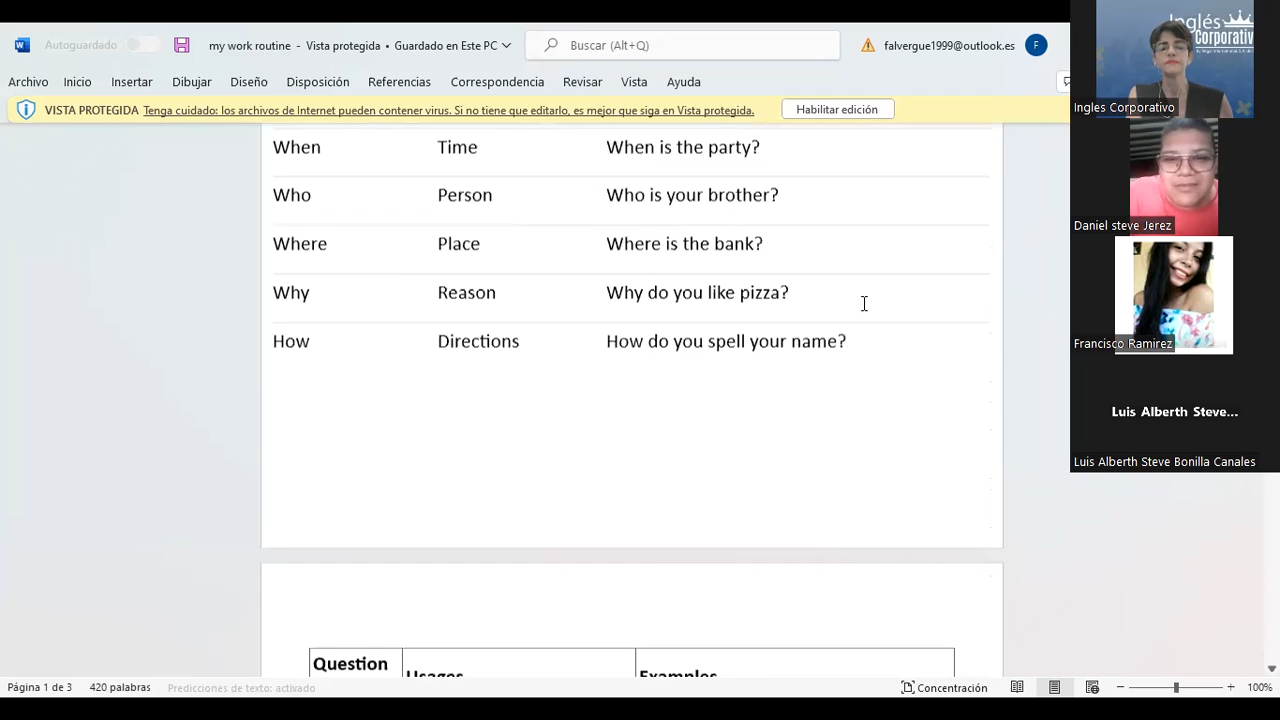 Autoguardado
my work routine - Vista protegida • Guardado en Este PC
Buscar (Alt+Q)
falvergue1999@outlook.es
F
Archivo Inicio Insertar Dibujar Diseño Disposición Referencias Correspondencia Revisar Vista Ayuda
VISTA PROTEGIDA Tenga cuidado: los archivos de Internet pueden contener virus. Si no tiene que editarlo, es mejor que siga en Vista protegida. Habilitar edición
When Time When is the party?
Who Person Who is your brother?
Where Place Where is the bank?
Why Reason Why do you like pizza?
How Directions How do you spell your name?
Question
Usages
Examples
Página 1 de 3 420 palabras Predicciones de texto: activado Concentración 100%
Inglés
Corporativ
Ingles Corporativo
Daniel steve Jerez
Francisco Ramirez
Luis Alberth Steve...
Luis Alberth Steve Bonilla Canales